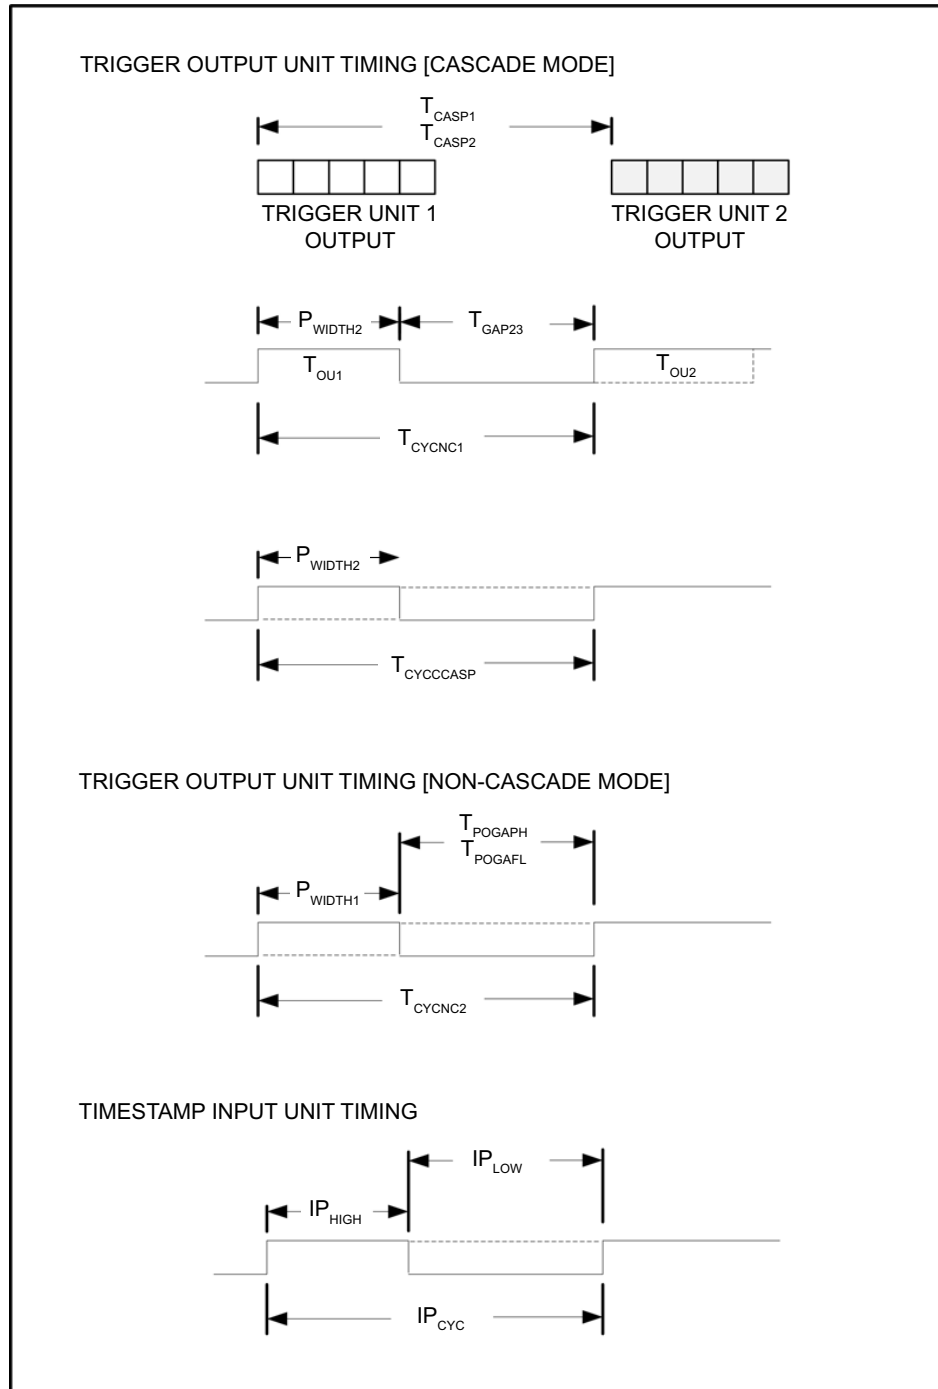 TRIGGER OUTPUT UNIT TIMING [CASCADE MODE]
TCASP1
TCASP2
TRIGGER UNIT 1
OUTPUT
TRIGGER UNIT 2
OUTPUT
PWIDTH2
TGAP23
TOU1
TOU2
TCYCNC1
PWIDTH2
TCYCCCASP
TRIGGER OUTPUT UNIT TIMING [NON-CASCADE MODE]
TPOGAPH
TPOGAFL
PWIDTH1
TCYCNC2
TIMESTAMP INPUT UNIT TIMING
IPLOW
IPHIGH
IPCYC